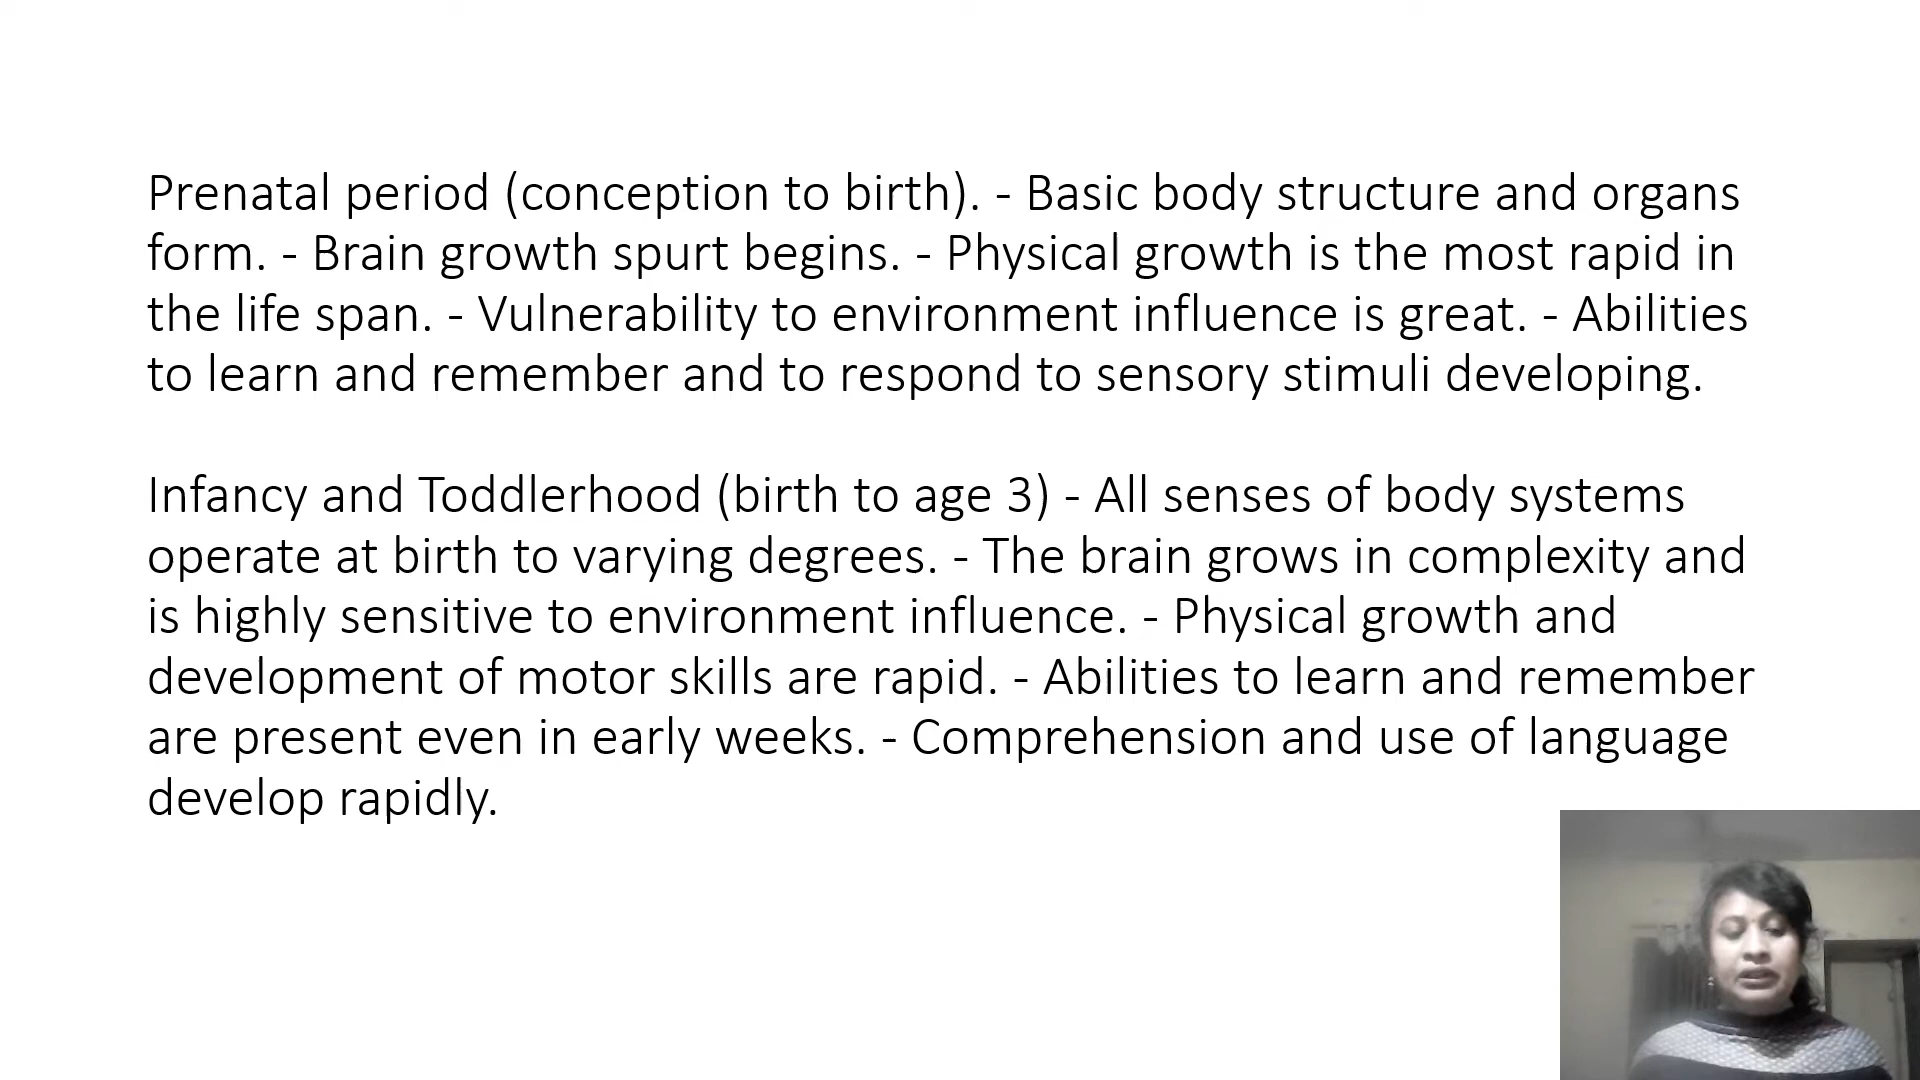 Prenatal period (conception to birth). - Basic body structure and organs
form. - Brain growth spurt begins. - Physical growth is the most rapid in
the life span. - Vulnerability to environment influence is great. - Abilities
to learn and remember and to respond to sensory stimuli developing.
Infancy and Toddlerhood (birth to age 3) - All senses of body systems
operate at birth to varying degrees. - The brain grows in complexity and
is highly sensitive to environment influence. - Physical growth and
development of motor skills are rapid. - Abilities to learn and remember
are present even in early weeks. - Comprehension and use of language
develop rapidly.